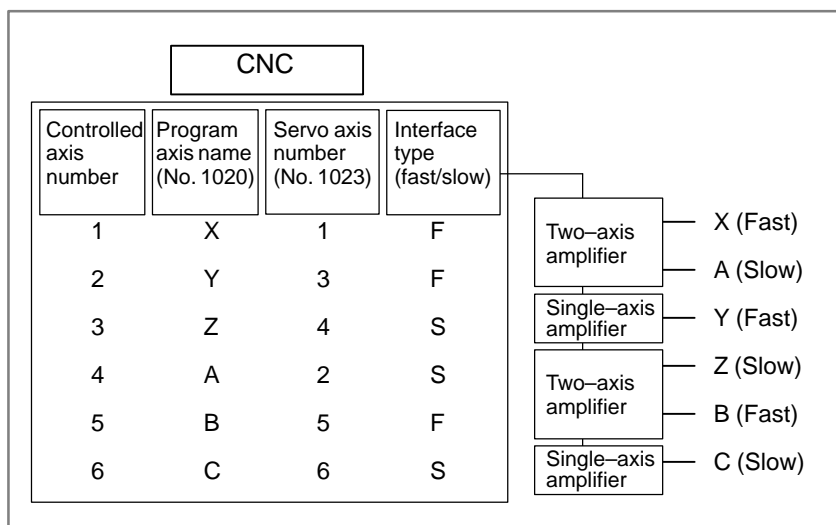 CNC
Controlled axis number
Program axis name (No. 1020)
Servo axis number (No. 1023)
Interface type (fast/slow)
1 X 1 F
2 Y 3 F
3 Z 4 S
4 A 2 S
5 B 5 F
6 C 6 S
Two–axis amplifier
X (Fast)
A (Slow)
Single–axis amplifier
Y (Fast)
Two–axis amplifier
Z (Slow)
B (Fast)
Single–axis amplifier
C (Slow)